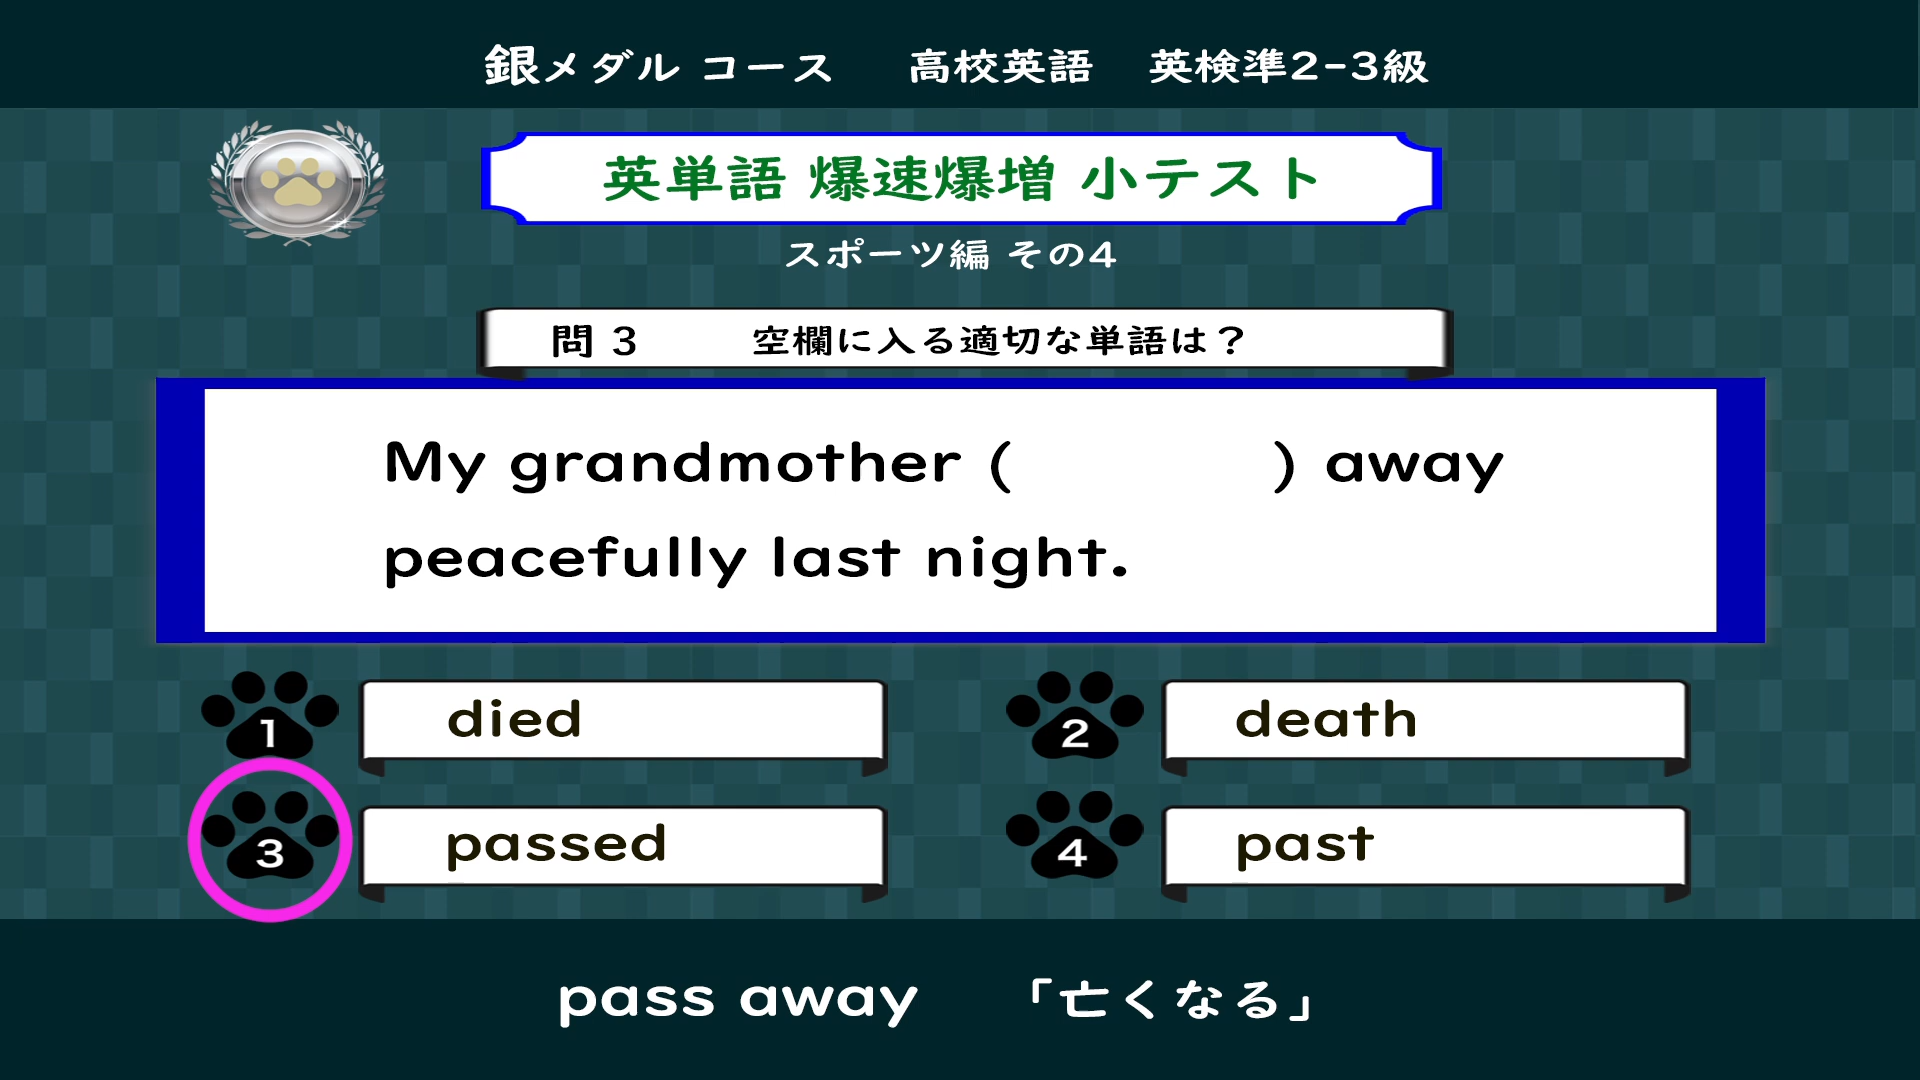 銀メダル コース 高校英語 英検準2-3級
英単語 爆速爆増 小テスト
スポーツ編 その4
問 3 空欄に入る適切な単語は？
My grandmother ( ) away
peacefully last night.
1 died
2 death
3 passed
4 past
pass away 「亡くなる」